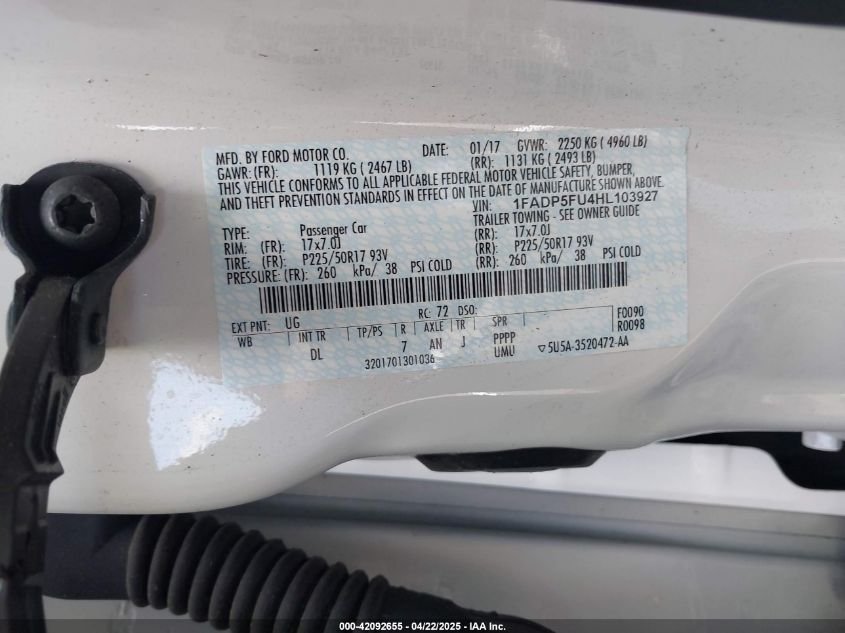 MFD. BY FORD MOTOR CO. DATE: 01/17 GVWR: 2250 KG ( 4960 LB)
GAWR:(FR): 1119 KG ( 2467 LB) (RR): 1131 KG ( 2493 LB)
THIS VEHICLE CONFORMS TO ALL APPLICABLE FEDERAL MOTOR VEHICLE SAFETY, BUMPER,
AND THEFT PREVENTION STANDARDS IN EFFECT ON THE DATE OF MANUFACTURE SHOWN ABOVE.
VIN: 1FADP5FU4HL103927
TYPE: Passenger Car TRAILER TOWING - SEE OWNER GUIDE
RIM: (FR): 17x7.0J (RR): 17x7.0J
TIRE: (FR): P225/50R17 93V (RR): P225/50R17 93V
PRESSURE:(FR): 260 kPa/ 38 PSI COLD (RR): 260 kPa/ 38 PSI COLD
EXT PNT: UG RC: 72 DSO: F0090
WB INT TR TP/PS R AXLE TR SPR R0098
DL 7 AN J PPPP
UMU
3201701301036 ▽5U5A-3520472-AA
000-42092655 - 04/22/2025 - IAA Inc.